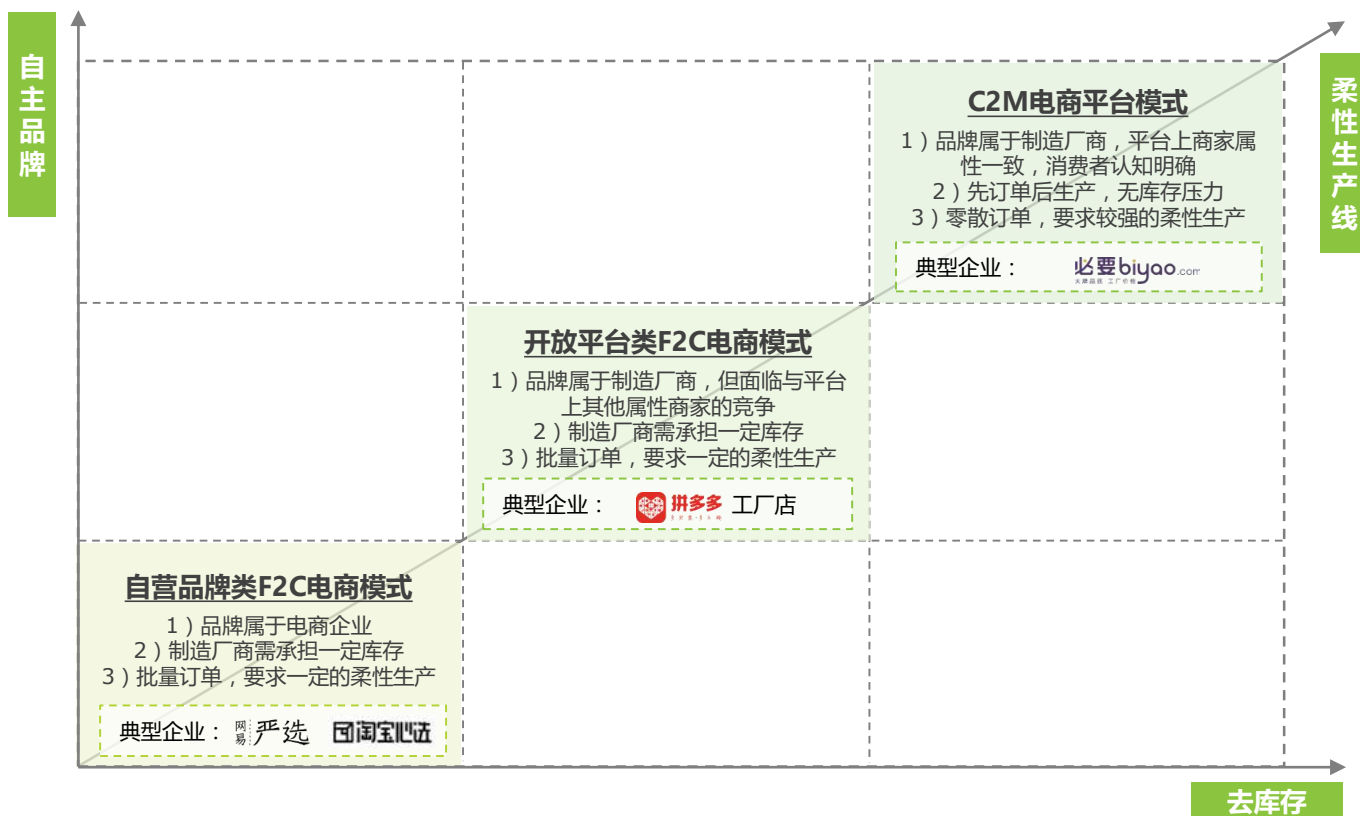 自主品牌
柔性生产线
C2M电商平台模式
1）品牌属于制造厂商，平台上商家属
性一致，消费者认知明确
2）先订单后生产，无库存压力
3）零散订单，要求较强的柔性生产
典型企业：
必要biyao.com
大牌品质 工厂价格
开放平台类F2C电商模式
1）品牌属于制造厂商，但面临与平台
上其他属性商家的竞争
2）制造厂商需承担一定库存
3）批量订单，要求一定的柔性生产
典型企业：
拼多多 工厂店
自营品牌类F2C电商模式
1）品牌属于电商企业
2）制造厂商需承担一定库存
3）批量订单，要求一定的柔性生产
典型企业：
网易严选
淘宝心选
去库存